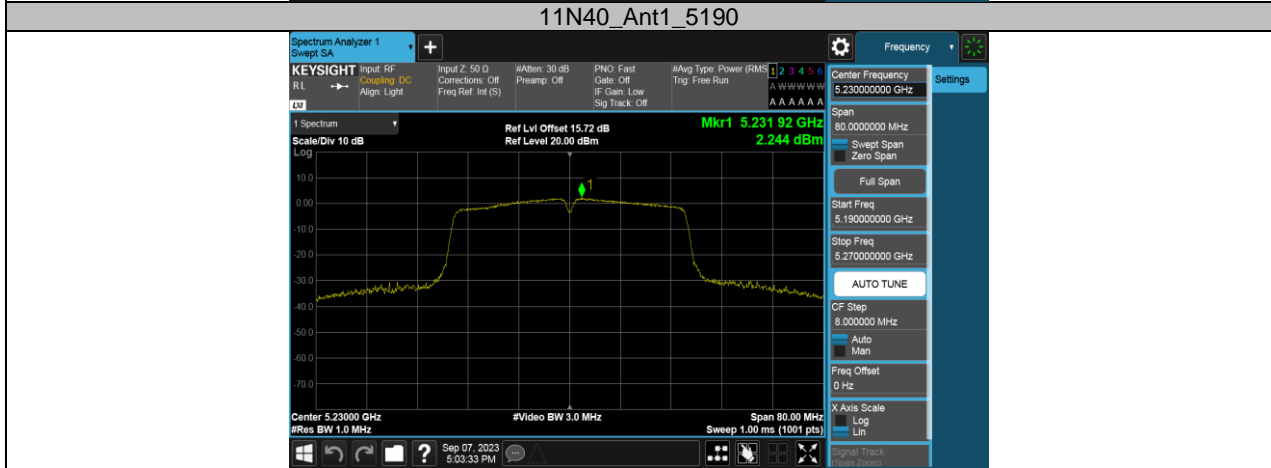 11N40_Ant1_5190
Spectrum Analyzer 1
Swept SA
Frequency
KEYSIGHT
RL
LXI
Input: RF
Coupling: DC
Align: Light
Input Z: 50 Ω
Corrections: Off
Freq Ref: Int (S)
#Atten: 30 dB
Preamp: Off
PNO: Fast
Gate: Off
IF Gain: Low
Sig Track: Off
#Avg Type: Power (RMS
Trig: Free Run
1 2 3 4 5 6
A W W W W W
A A A A A A
1 Spectrum
Scale/Div 10 dB
Log
Ref Lvl Offset 15.72 dB
Ref Level 20.00 dBm
Mkr1 5.231 92 GHz
2.244 dBm
1
10.0
0.00
-10.0
-20.0
-30.0
-40.0
-50.0
-60.0
-70.0
Center 5.23000 GHz
#Res BW 1.0 MHz
#Video BW 3.0 MHz
Span 80.00 MHz
Sweep 1.00 ms (1001 pts)
Center Frequency
5.230000000 GHz
Settings
Span
80.0000000 MHz
Swept Span
Zero Span
Full Span
Start Freq
5.190000000 GHz
Stop Freq
5.270000000 GHz
AUTO TUNE
CF Step
8.000000 MHz
Auto
Man
Freq Offset
0 Hz
X Axis Scale
Log
Lin
Signal Track
(Span Zoom)
?
Sep 07, 2023
5:03:33 PM